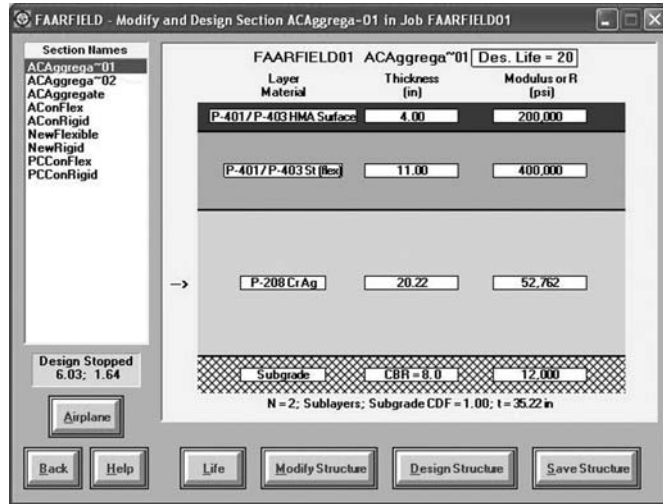 FAARFIELD - Modify and Design Section ACAggrega-01 in Job FAARFIELD01
Section Names
ACAggrega~01
ACAggrega~02
ACAggregate
AConFlex
AConRigid
NewFlexible
NewRigid
PCConFlex
PCConRigid
Design Stopped
6.03; 1.64
Airplane
Back
Help
FAARFIELD01 ACAggrega~01 Des. Life = 20
Layer Material
Thickness (in)
Modulus or R (psi)
P-401/ P-403 HMA Surface 4.00 200,000
P-401/ P-403 St (flex) 11.00 400,000
--> P-208 CrAg 20.22 52,762
Subgrade CBR = 8.0 12,000
N = 2; Sublayers; Subgrade CDF = 1.00; t = 35.22 in
Life
Modify Structure
Design Structure
Save Structure